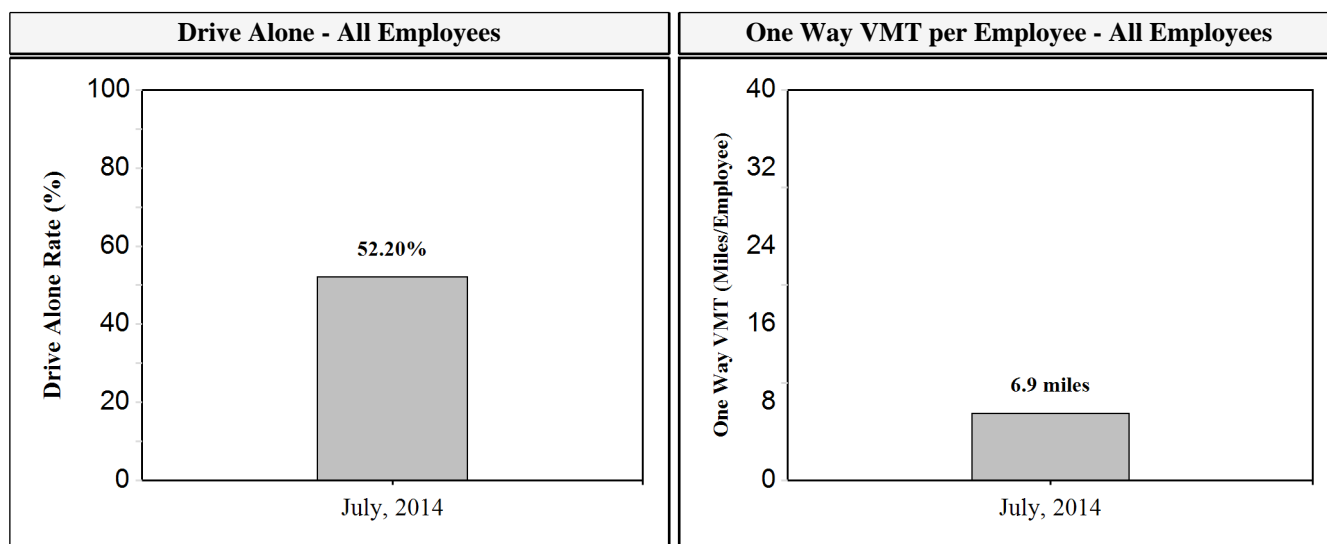 Drive Alone - All Employees
One Way VMT per Employee - All Employees
Drive Alone Rate (%)
100
80
60
40
20
0
52.20%
July, 2014
One Way VMT (Miles/Employee)
40
32
24
16
8
0
6.9 miles
July, 2014